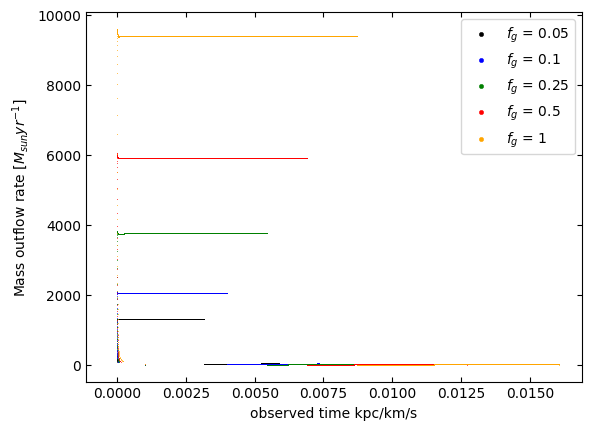 10000
8000
6000
4000
2000
0
Mass outflow rate [M_sun yr^-1]
f_g = 0.05
f_g = 0.1
f_g = 0.25
f_g = 0.5
f_g = 1
0.0000 0.0025 0.0050 0.0075 0.0100 0.0125 0.0150
observed time kpc/km/s